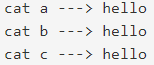 cat a ---> hello
cat b ---> hello
cat c ---> hello